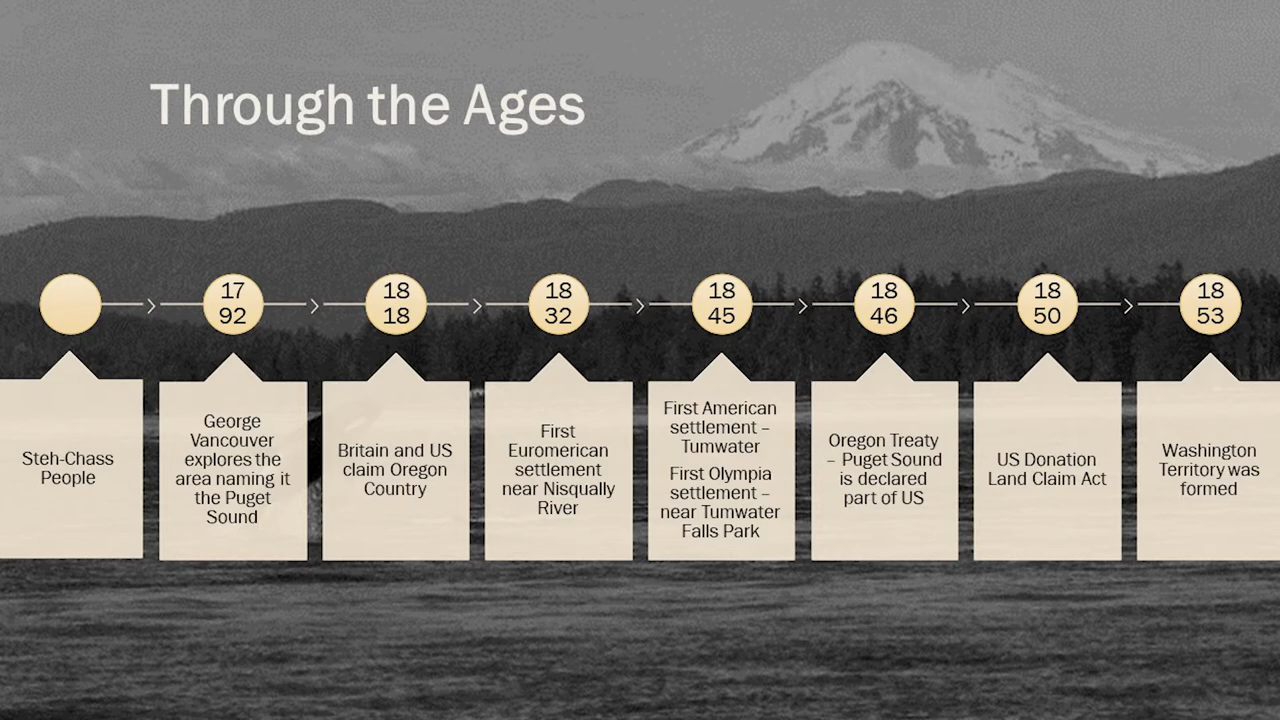 Through the Ages
Steh-Chass
People
17
92
George
Vancouver
explores the
area naming it
the Puget
Sound
18
18
Britain and US
claim Oregon
Country
18
32
First
Euromerican
settlement
near Nisqually
River
18
45
First American
settlement –
Tumwater
First Olympia
settlement –
near Tumwater
Falls Park
18
46
Oregon Treaty
– Puget Sound
is declared
part of US
18
50
US Donation
Land Claim Act
18
53
Washington
Territory was
formed